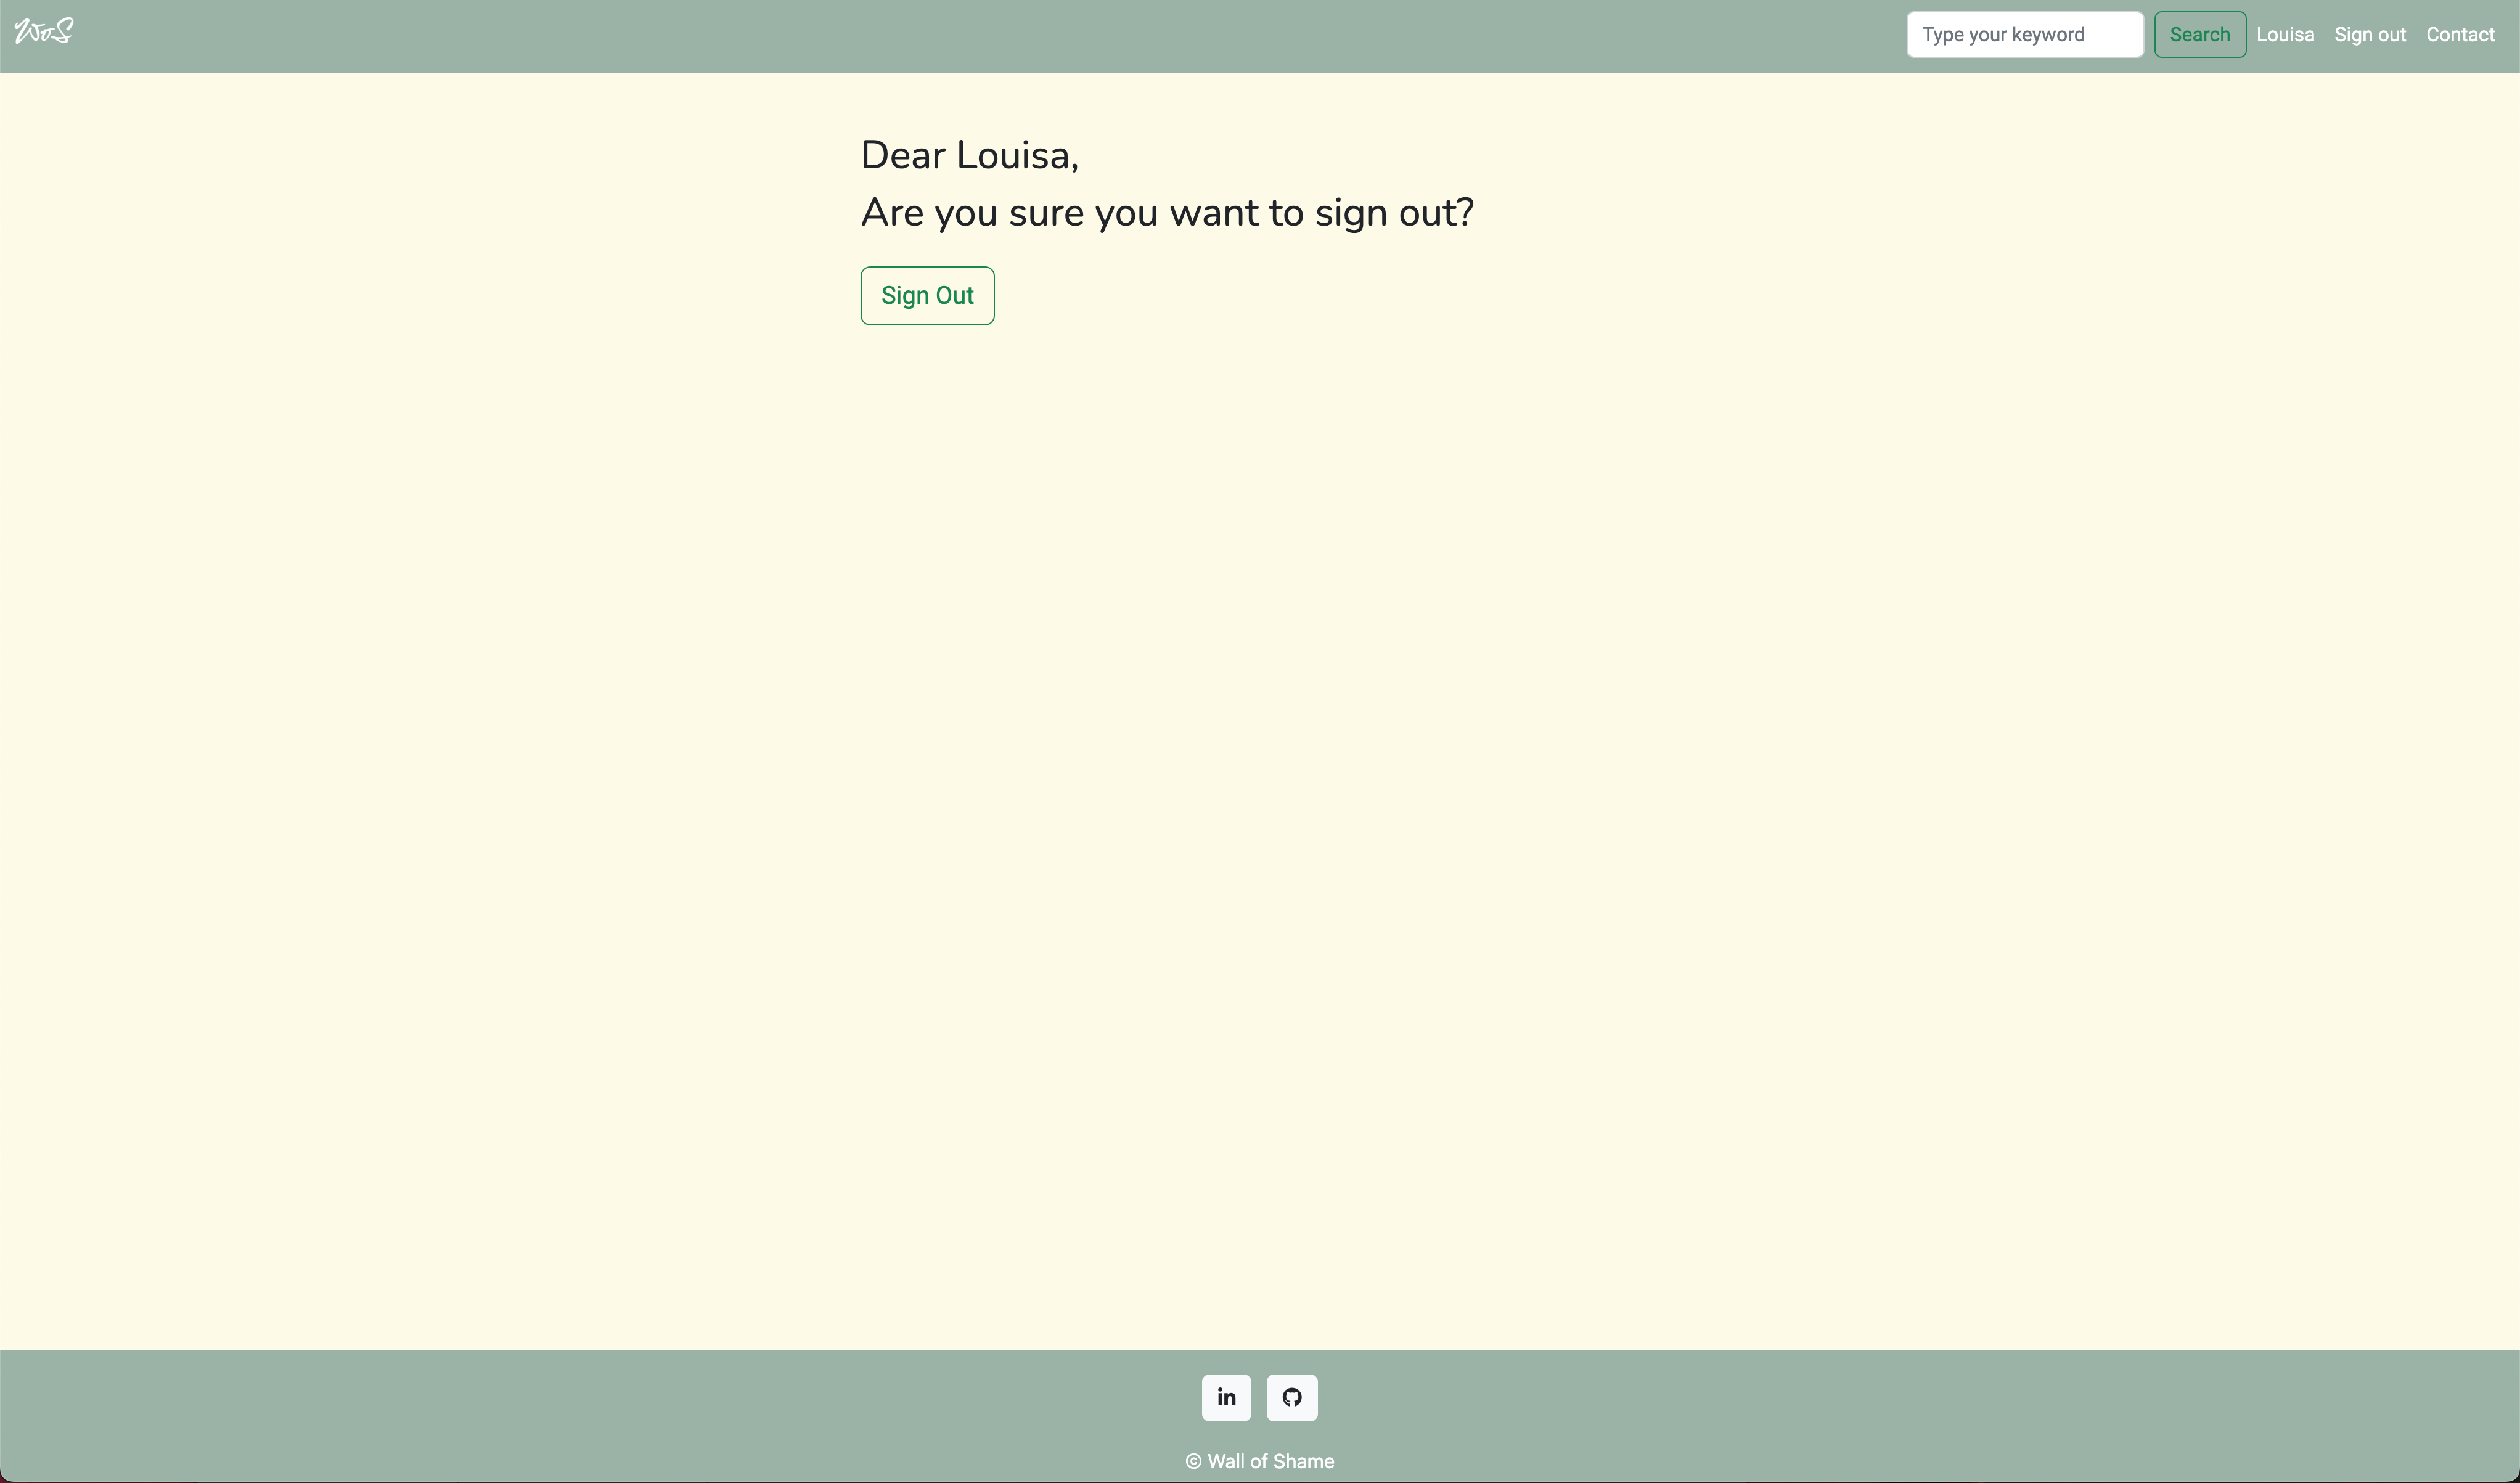 WoS
Type your keyword
Search
Louisa
Sign out
Contact
Dear Louisa,
Are you sure you want to sign out?
Sign Out
in
© Wall of Shame